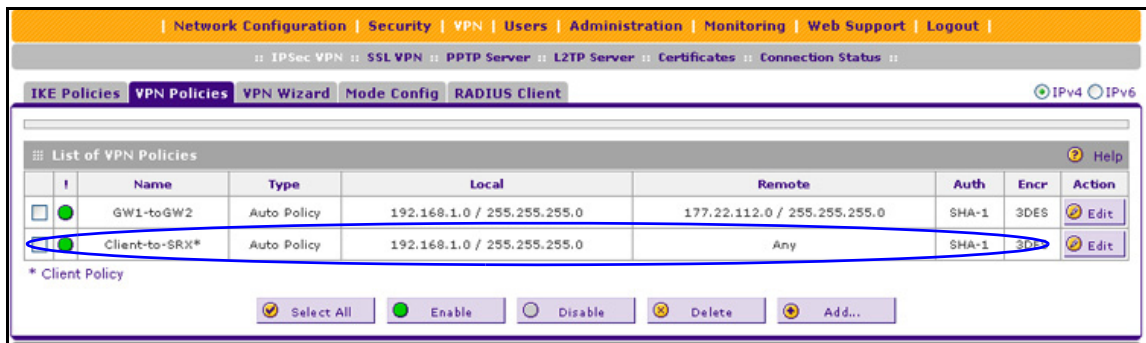 | Network Configuration | Security | VPN | Users | Administration | Monitoring | Web Support | Logout |
:: IPSec VPN :: SSL VPN :: PPTP Server :: L2TP Server :: Certificates :: Connection Status ::
IKE Policies VPN Policies VPN Wizard Mode Config RADIUS Client IPv4 IPv6
List of VPN Policies Help
! Name Type Local Remote Auth Encr Action
GW1-toGW2 Auto Policy 192.168.1.0 / 255.255.255.0 177.22.112.0 / 255.255.255.0 SHA-1 3DES Edit
Client-to-SRX* Auto Policy 192.168.1.0 / 255.255.255.0 Any SHA-1 3DES Edit
* Client Policy
Select All Enable Disable Delete Add...